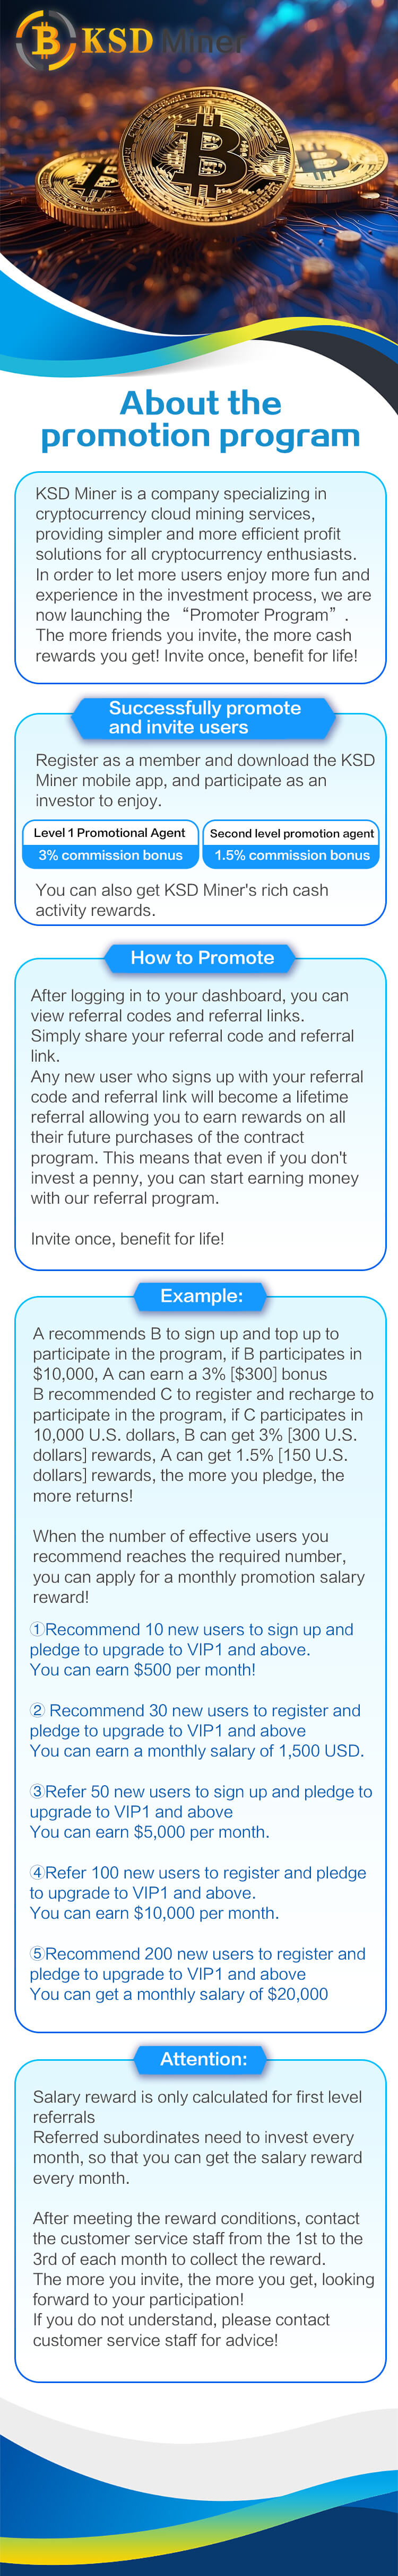 KSD Miner
About the
promotion program
KSD Miner is a company specializing in
cryptocurrency cloud mining services,
providing simpler and more efficient profit
solutions for all cryptocurrency enthusiasts.
In order to let more users enjoy more fun and
experience in the investment process, we are
now launching the “Promoter Program”.
The more friends you invite, the more cash
rewards you get! Invite once, benefit for life!
Successfully promote
and invite users
Register as a member and download the KSD
Miner mobile app, and participate as an
investor to enjoy.
Level 1 Promotional Agent
3% commission bonus
Second level promotion agent
1.5% commission bonus
You can also get KSD Miner's rich cash
activity rewards.
How to Promote
After logging in to your dashboard, you can
view referral codes and referral links.
Simply share your referral code and referral
link.
Any new user who signs up with your referral
code and referral link will become a lifetime
referral allowing you to earn rewards on all
their future purchases of the contract
program. This means that even if you don't
invest a penny, you can start earning money
with our referral program.
Invite once, benefit for life!
Example:
A recommends B to sign up and top up to
participate in the program, if B participates in
$10,000, A can earn a 3% [$300] bonus
B recommended C to register and recharge to
participate in the program, if C participates in
10,000 U.S. dollars, B can get 3% [300 U.S.
dollars] rewards, A can get 1.5% [150 U.S.
dollars] rewards, the more you pledge, the
more returns!
When the number of effective users you
recommend reaches the required number,
you can apply for a monthly promotion salary
reward!
①Recommend 10 new users to sign up and
pledge to upgrade to VIP1 and above.
You can earn $500 per month!
② Recommend 30 new users to register and
pledge to upgrade to VIP1 and above
You can earn a monthly salary of 1,500 USD.
③Refer 50 new users to sign up and pledge to
upgrade to VIP1 and above
You can earn $5,000 per month.
④Refer 100 new users to register and pledge
to upgrade to VIP1 and above.
You can earn $10,000 per month.
⑤Recommend 200 new users to register and
pledge to upgrade to VIP1 and above
You can get a monthly salary of $20,000
Attention:
Salary reward is only calculated for first level
referrals
Referred subordinates need to invest every
month, so that you can get the salary reward
every month.
After meeting the reward conditions, contact
the customer service staff from the 1st to the
3rd of each month to collect the reward.
The more you invite, the more you get, looking
forward to your participation!
If you do not understand, please contact
customer service staff for advice!